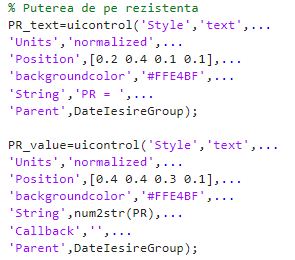 % Puterea de pe rezistenta
PR_text=uicontrol('Style','text',...
'Units','normalized',...
'Position',[0.2 0.4 0.1 0.1],...
'backgroundcolor','#FFE4BF',...
'String','PR = ',...
'Parent',DateIesireGroup);
PR_value=uicontrol('Style','text',...
'Units','normalized',...
'Position',[0.4 0.4 0.3 0.1],...
'backgroundcolor','#FFE4BF',...
'String',num2str(PR),...
'Callback','',...
'Parent',DateIesireGroup);